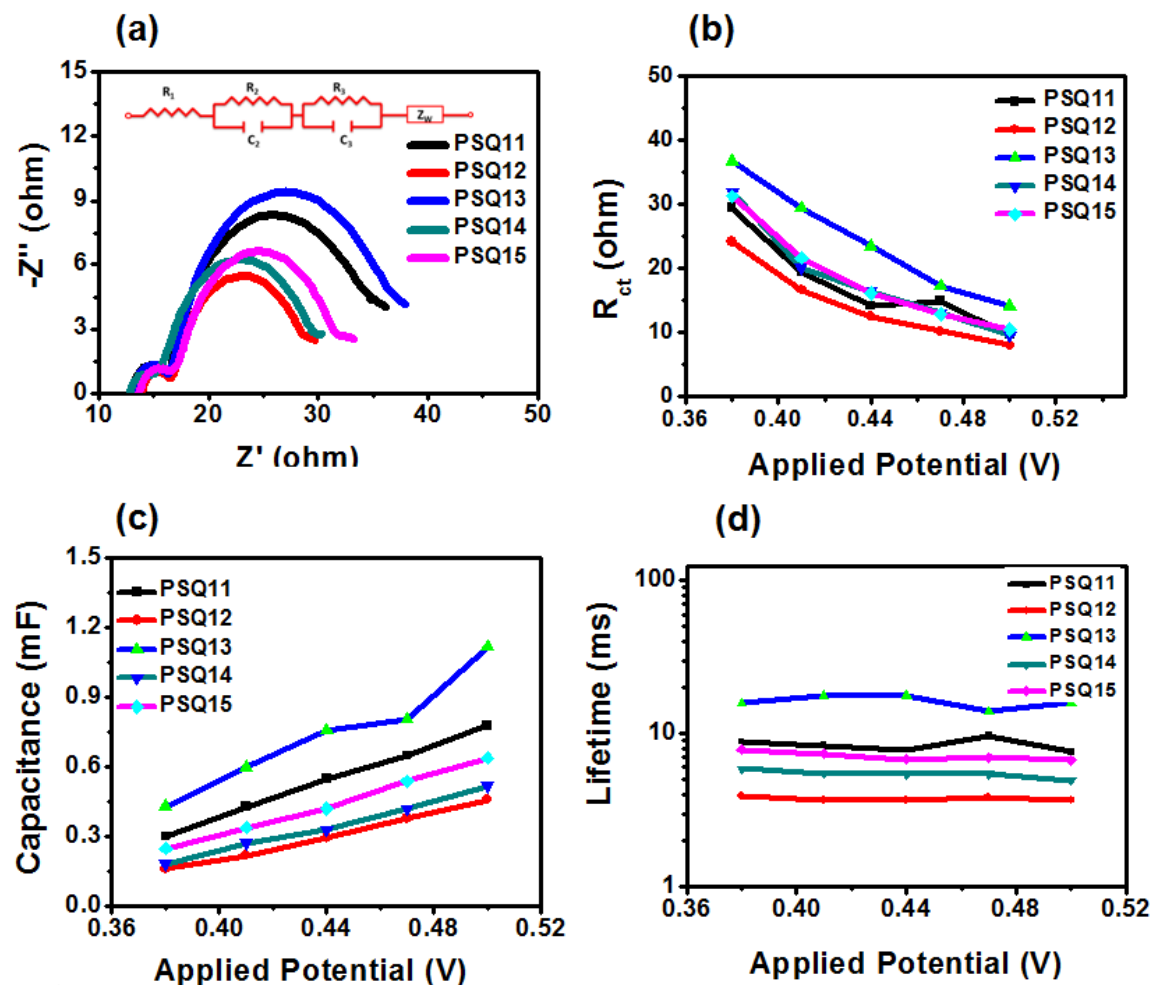 (a)
15
12
9
6
3
0
-Z'' (ohm)
R1
R2
R3
C2
C3
ZW
PSQ11
PSQ12
PSQ13
PSQ14
PSQ15
10
20
30
40
50
Z' (ohm)
(b)
50
40
30
20
10
0
Rct (ohm)
PSQ11
PSQ12
PSQ13
PSQ14
PSQ15
0.36
0.40
0.44
0.48
0.52
Applied Potential (V)
(c)
1.5
1.2
0.9
0.6
0.3
0.0
Capacitance (mF)
PSQ11
PSQ12
PSQ13
PSQ14
PSQ15
0.36
0.40
0.44
0.48
0.52
Applied Potential (V)
(d)
100
10
1
Lifetime (ms)
PSQ11
PSQ12
PSQ13
PSQ14
PSQ15
0.36
0.40
0.44
0.48
0.52
Applied Potential (V)